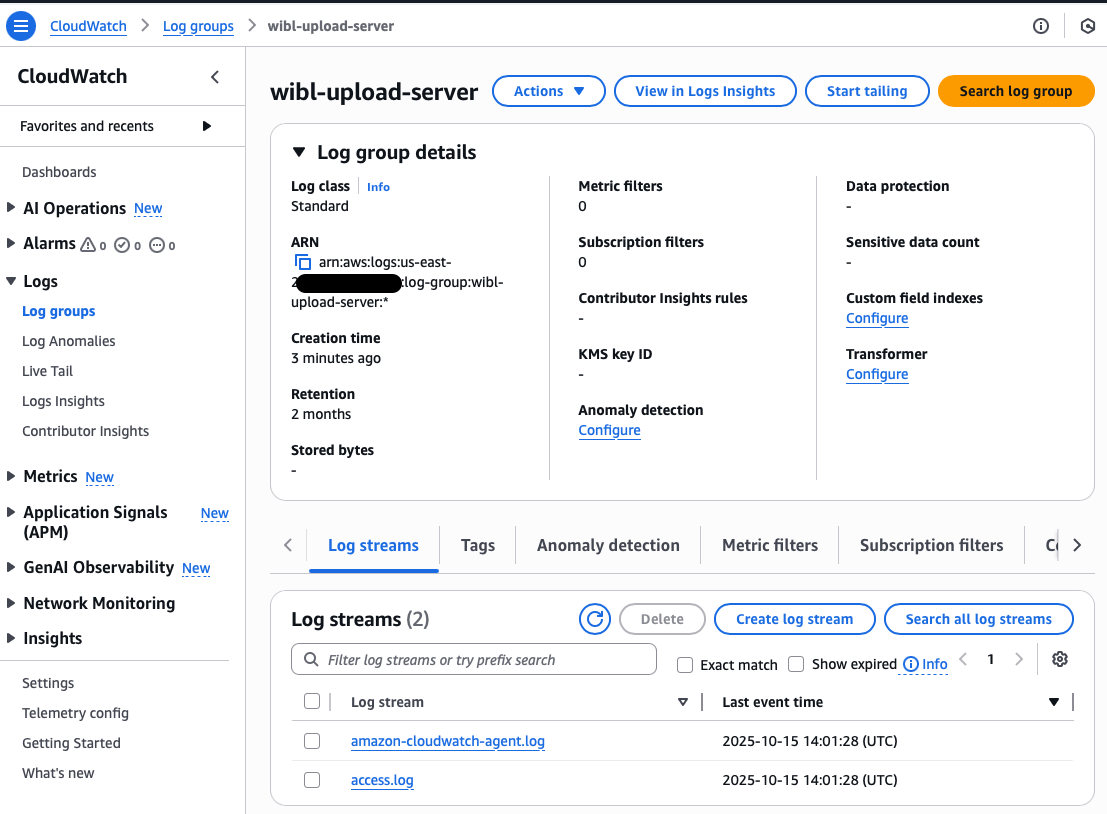 CloudWatch > Log groups > wibl-upload-server
CloudWatch
Favorites and recents
Dashboards
AI Operations New
Alarms 0 0 0
Logs
Log groups
Log Anomalies
Live Tail
Logs Insights
Contributor Insights
Metrics New
Application Signals New
(APM)
GenAI Observability New
Network Monitoring
Insights
Settings
Telemetry config
Getting Started
What's new
wibl-upload-server
Actions
View in Logs Insights
Start tailing
Search log group
Log group details
Log class Info
Standard
ARN
arn:aws:logs:us-east-
2:log-group:wibl-
upload-server:*
Creation time
3 minutes ago
Retention
2 months
Stored bytes
-
Metric filters
0
Subscription filters
0
Contributor Insights rules
-
KMS key ID
-
Anomaly detection
Configure
Data protection
-
Sensitive data count
-
Custom field indexes
Configure
Transformer
Configure
Log streams
Tags
Anomaly detection
Metric filters
Subscription filters
Log streams (2)
Delete
Create log stream
Search all log streams
Filter log streams or try prefix search
Exact match
Show expired Info
1
Log stream Last event time
amazon-cloudwatch-agent.log 2025-10-15 14:01:28 (UTC)
access.log 2025-10-15 14:01:28 (UTC)